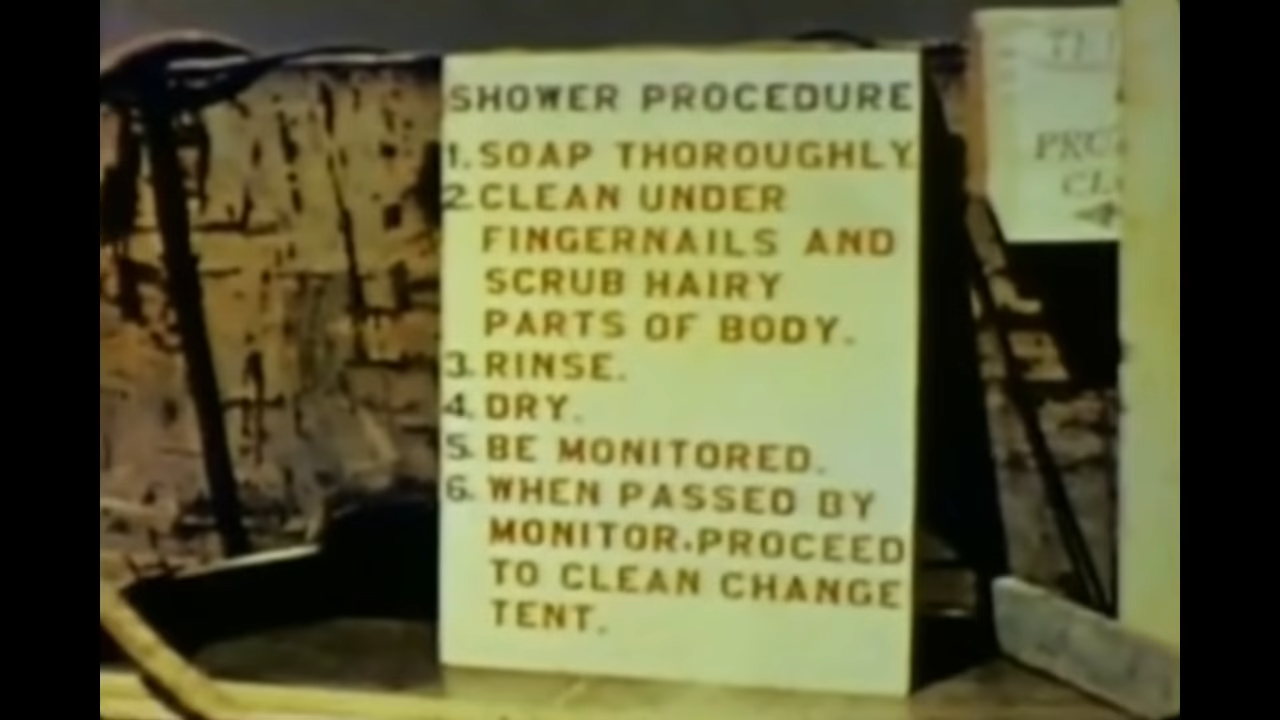 SHOWER PROCEDURE
1. SOAP THOROUGHLY.
2. CLEAN UNDER
FINGERNAILS AND
SCRUB HAIRY
PARTS OF BODY.
3. RINSE.
4. DRY.
5. BE MONITORED.
6. WHEN PASSED BY
MONITOR, PROCEED
TO CLEAN CHANGE
TENT.